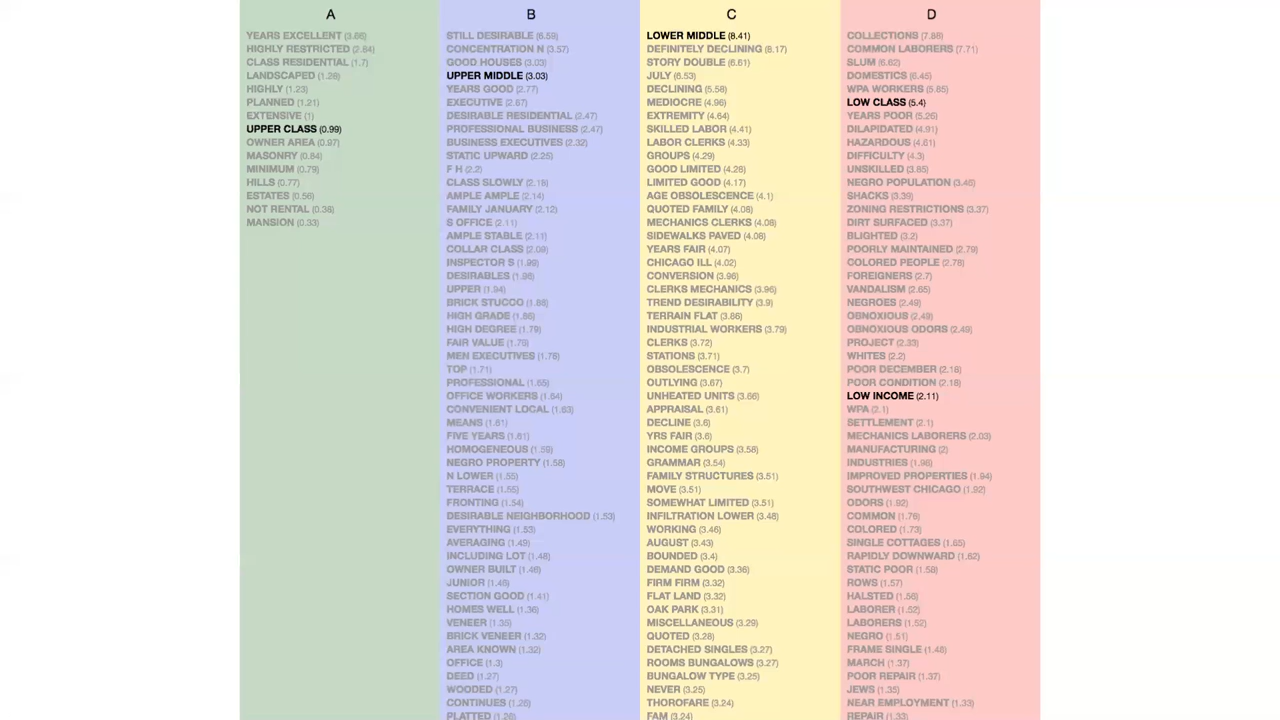 A
YEARS EXCELLENT (3.06)
HIGHLY RESTRICTED (2.64)
CLASS RESIDENTIAL (1.7)
LANDSCAPED (1.28)
HIGHLY (1.23)
PLANNED (1.21)
EXTENSIVE (1)
UPPER CLASS (0.99)
OWNER AREA (0.97)
MASONRY (0.84)
MINIMUM (0.79)
HILLS (0.77)
ESTATES (0.56)
NOT RENTAL (0.36)
MANSION (0.33)
B
STILL DESIRABLE (6.59)
CONCENTRATION N (3.57)
GOOD HOUSES (3.03)
UPPER MIDDLE (3.03)
YEARS GOOD (2.77)
EXECUTIVE (2.67)
DESIRABLE RESIDENTIAL (2.47)
PROFESSIONAL BUSINESS (2.47)
BUSINESS EXECUTIVES (2.32)
STATIC UPWARD (2.25)
F H (2.2)
CLASS SLOWLY (2.18)
AMPLE AMPLE (2.14)
FAMILY JANUARY (2.12)
S OFFICE (2.11)
AMPLE STABLE (2.11)
COLLAR CLASS (2.09)
INSPECTOR S (1.99)
DESIRABLES (1.96)
UPPER (1.94)
BRICK STUCCO (1.88)
HIGH GRADE (1.86)
HIGH DEGREE (1.79)
FAIR VALUE (1.79)
MEN EXECUTIVES (1.76)
TOP (1.71)
PROFESSIONAL (1.65)
OFFICE WORKERS (1.64)
CONVENIENT LOCAL (1.63)
MEANS (1.61)
FIVE YEARS (1.61)
HOMOGENEOUS (1.59)
NEGRO PROPERTY (1.58)
N LOWER (1.55)
TERRACE (1.55)
FRONTING (1.54)
DESIRABLE NEIGHBORHOOD (1.53)
EVERYTHING (1.53)
AVERAGING (1.49)
INCLUDING LOT (1.48)
OWNER BUILT (1.46)
JUNIOR (1.46)
SECTION GOOD (1.41)
HOMES WELL (1.36)
VENEER (1.35)
BRICK VENEER (1.32)
AREA KNOWN (1.32)
OFFICE (1.3)
DEED (1.27)
WOODED (1.27)
CONTINUES (1.26)
PLATTED (1.26)
C
LOWER MIDDLE (8.41)
DEFINITELY DECLINING (8.17)
STORY DOUBLE (6.61)
JULY (6.53)
DECLINING (5.58)
MEDIOCRE (4.96)
EXTREMITY (4.64)
SKILLED LABOR (4.41)
LABOR CLERKS (4.33)
GROUPS (4.29)
GOOD LIMITED (4.28)
LIMITED GOOD (4.17)
AGE OBSOLESCENCE (4.1)
QUOTED FAMILY (4.08)
MECHANICS CLERKS (4.08)
SIDEWALKS PAVED (4.08)
YEARS FAIR (4.07)
CHICAGO ILL (4.02)
CONVERSION (3.96)
CLERKS MECHANICS (3.96)
TREND DESIRABILITY (3.9)
TERRAIN FLAT (3.86)
INDUSTRIAL WORKERS (3.79)
CLERKS (3.72)
STATIONS (3.71)
OBSOLESCENCE (3.7)
OUTLYING (3.67)
UNHEATED UNITS (3.66)
APPRAISAL (3.61)
DECLINE (3.6)
YRS FAIR (3.6)
INCOME GROUPS (3.58)
GRAMMAR (3.54)
FAMILY STRUCTURES (3.51)
MOVE (3.51)
SOMEWHAT LIMITED (3.51)
INFILTRATION LOWER (3.48)
WORKING (3.46)
AUGUST (3.43)
BOUNDED (3.4)
DEMAND GOOD (3.36)
FIRM FIRM (3.32)
FLAT LAND (3.32)
OAK PARK (3.31)
MISCELLANEOUS (3.29)
QUOTED (3.28)
DETACHED SINGLES (3.27)
ROOMS BUNGALOWS (3.27)
BUNGALOW TYPE (3.25)
NEVER (3.25)
THOROFARE (3.24)
FAM (3.24)
D
COLLECTIONS (7.88)
COMMON LABORERS (7.71)
SLUM (6.62)
DOMESTICS (6.45)
WPA WORKERS (5.85)
LOW CLASS (5.4)
YEARS POOR (5.26)
DILAPIDATED (4.91)
HAZARDOUS (4.61)
DIFFICULTY (4.3)
UNSKILLED (3.85)
NEGRO POPULATION (3.46)
SHACKS (3.39)
ZONING RESTRICTIONS (3.37)
DIRT SURFACED (3.37)
BLIGHTED (3.2)
POORLY MAINTAINED (2.79)
COLORED PEOPLE (2.78)
FOREIGNERS (2.7)
VANDALISM (2.65)
NEGROES (2.49)
OBNOXIOUS (2.49)
OBNOXIOUS ODORS (2.49)
PROJECT (2.33)
WHITES (2.2)
POOR DECEMBER (2.18)
POOR CONDITION (2.18)
LOW INCOME (2.11)
WPA (2.1)
SETTLEMENT (2.1)
MECHANICS LABORERS (2.03)
MANUFACTURING (2)
INDUSTRIES (1.98)
IMPROVED PROPERTIES (1.94)
SOUTHWEST CHICAGO (1.92)
ODORS (1.92)
COMMON (1.79)
COLORED (1.73)
SINGLE COTTAGES (1.65)
RAPIDLY DOWNWARD (1.62)
STATIC POOR (1.58)
ROWS (1.57)
HALSTED (1.56)
LABORER (1.52)
LABORERS (1.52)
NEGRO (1.51)
FRAME SINGLE (1.48)
MARCH (1.37)
POOR REPAIR (1.37)
JEWS (1.35)
NEAR EMPLOYMENT (1.33)
REPAIR (1.33)